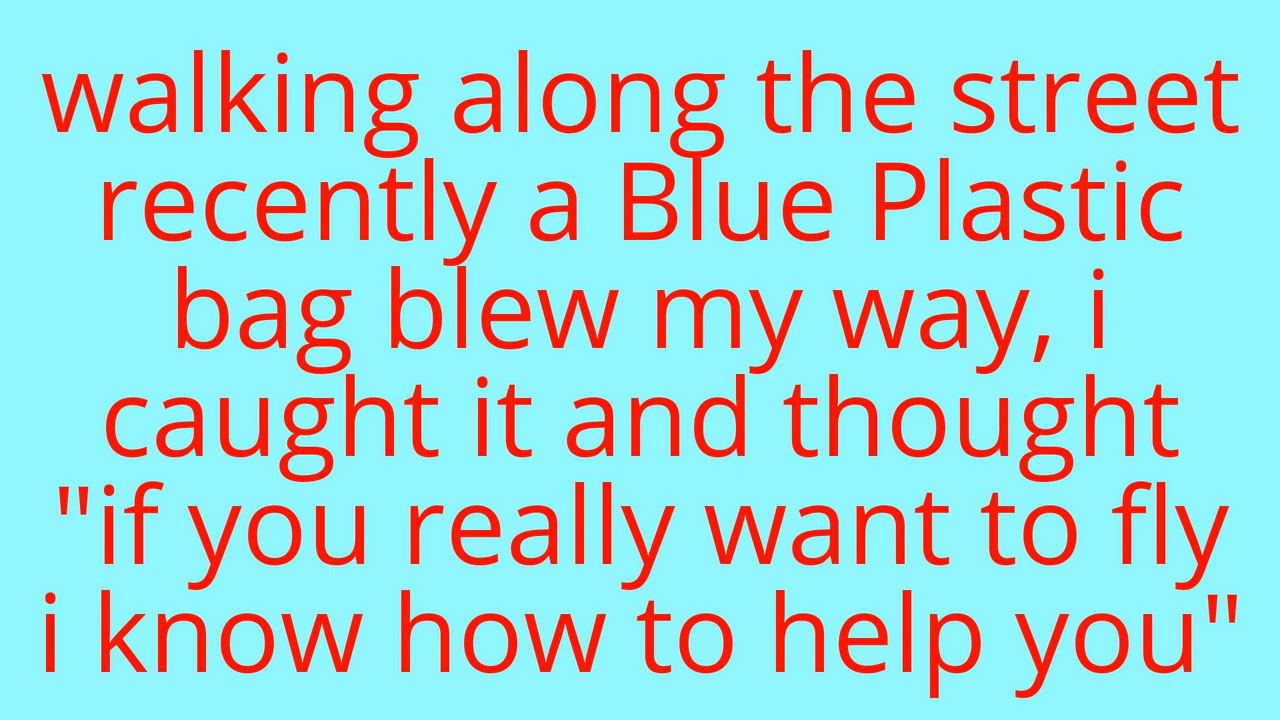 walking along the street
recently a Blue Plastic
bag blew my way, i
caught it and thought
"if you really want to fly
i know how to help you"